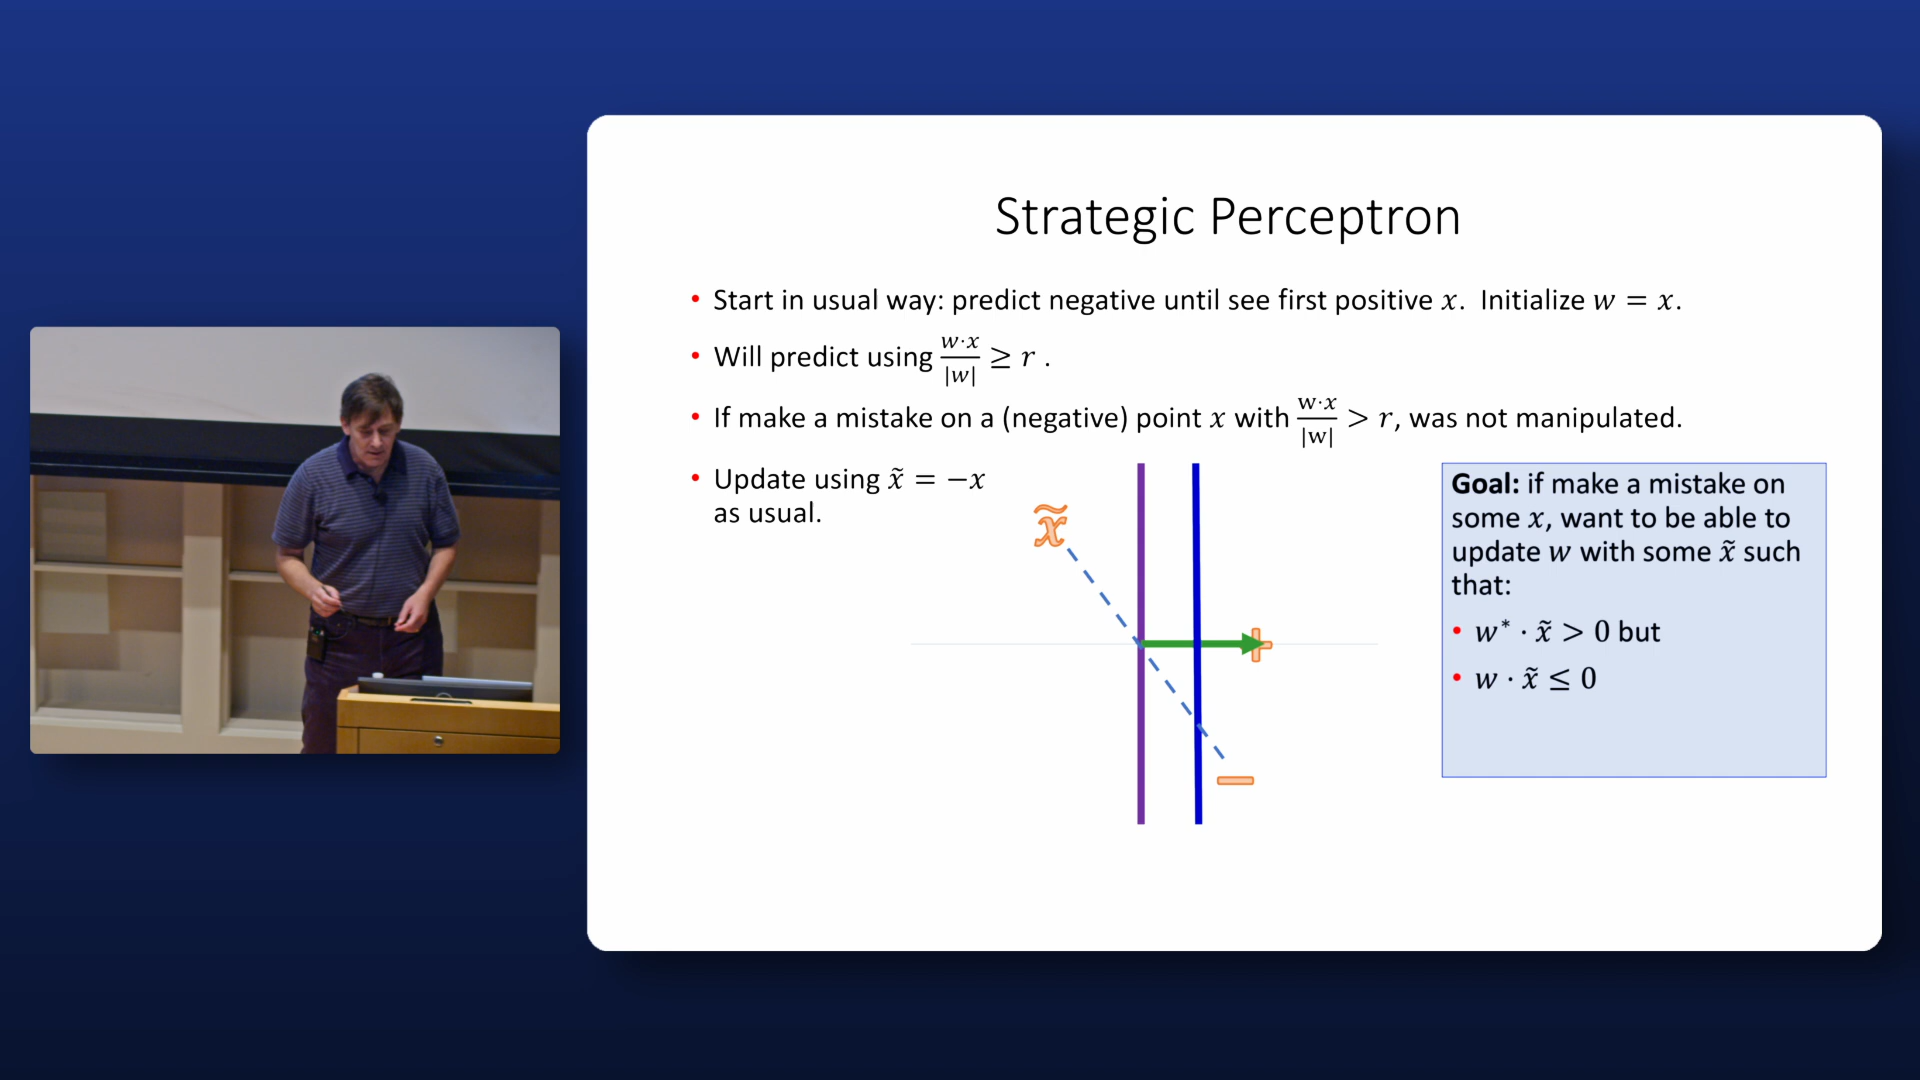 Strategic Perceptron
• Start in usual way: predict negative until see first positive x. Initialize w = x.
• Will predict using w·x/|w| ≥ r .
• If make a mistake on a (negative) point x with w·x/|w| > r, was not manipulated.
• Update using x̃ = −x
as usual.
x̃
+
−
Goal: if make a mistake on
some x, want to be able to
update w with some x̃ such
that:
• w* · x̃ > 0 but
• w · x̃ ≤ 0